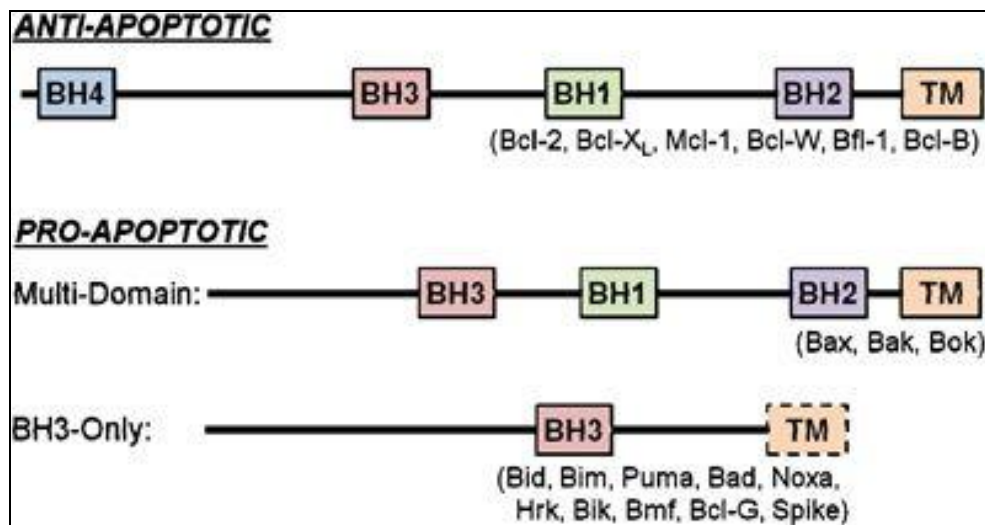 ANTI-APOPTOTIC
BH4 BH3 BH1 BH2 TM
(Bcl-2, Bcl-XL, Mcl-1, Bcl-W, Bfl-1, Bcl-B)
PRO-APOPTOTIC
Multi-Domain: BH3 BH1 BH2 TM
(Bax, Bak, Bok)
BH3-Only: BH3 TM
(Bid, Bim, Puma, Bad, Noxa,
Hrk, Bik, Bmf, Bcl-G, Spike)